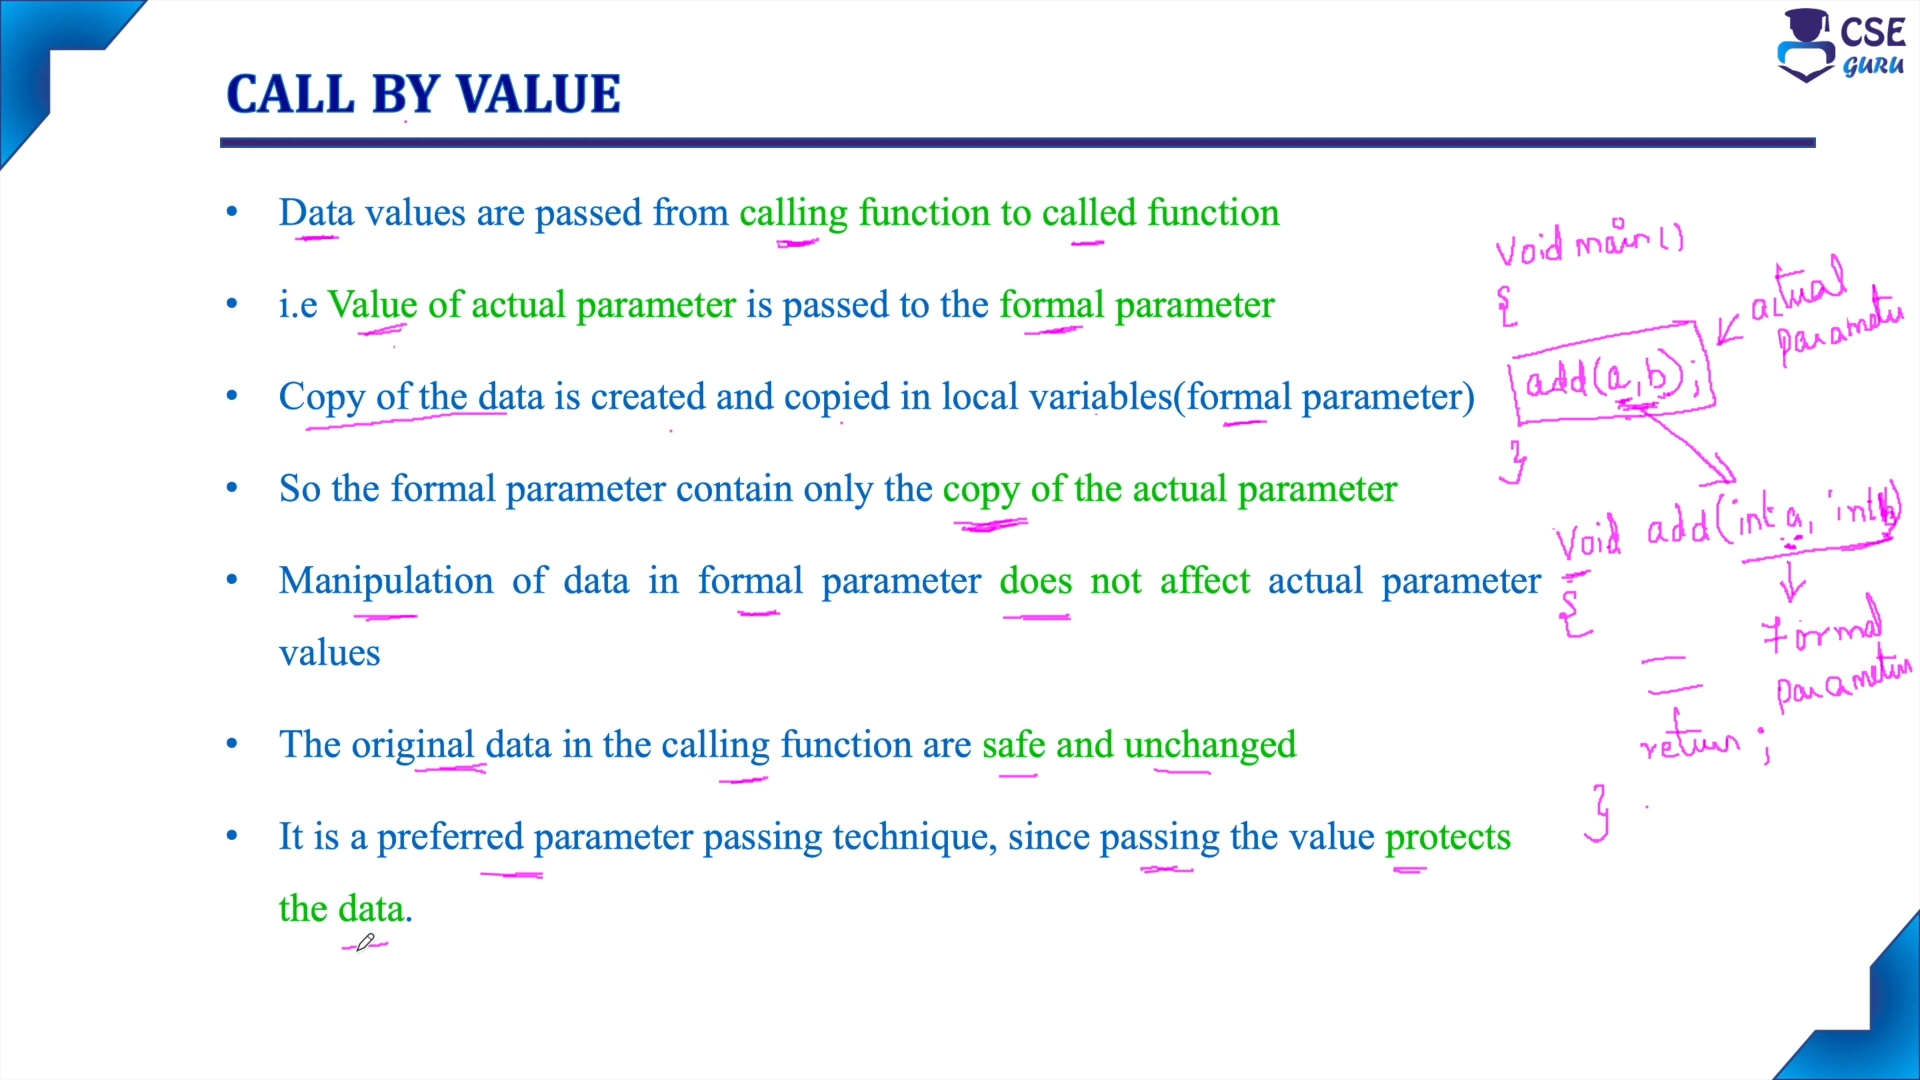 CSE
GURU
CALL BY VALUE
• Data values are passed from calling function to called function
• i.e Value of actual parameter is passed to the formal parameter
• Copy of the data is created and copied in local variables(formal parameter)
• So the formal parameter contain only the copy of the actual parameter
• Manipulation of data in formal parameter does not affect actual parameter
values
• The original data in the calling function are safe and unchanged
• It is a preferred parameter passing technique, since passing the value protects
the data.
void main()
{
add(a,b);
}
actual
parameter
void add(int a, int b)
{
return;
}
Formal
parameter